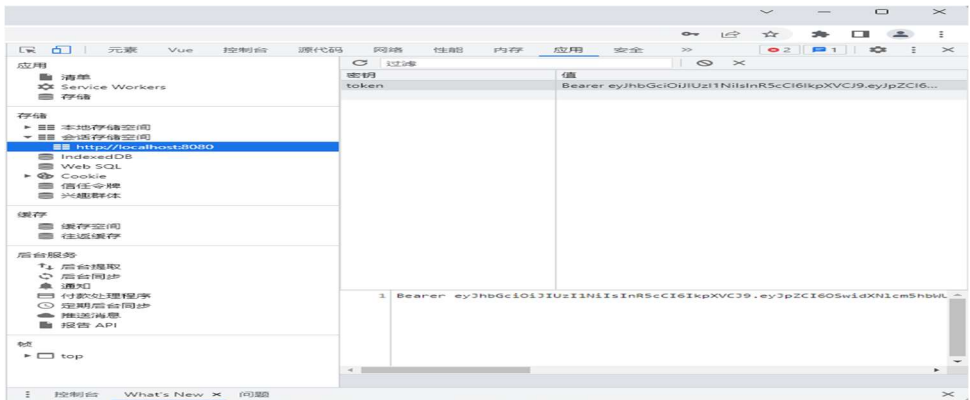 元素 Vue 控制台 源代码 网络 性能 内存 应用 安全 >> 2 1
应用
清单
Service Workers
存储
存储
本地存储空间
会话存储空间
http://localhost:8080
IndexedDB
Web SQL
Cookie
信任令牌
兴趣群体
缓存
缓存空间
往返缓存
后台服务
后台提取
后台同步
通知
付款处理程序
定期后台同步
推送消息
报告 API
帧
top
过滤
密钥 值
token Bearer eyJhbGciOiJIUzI1NiIsInR5cCI6IkpXVCJ9.eyJpZCI6...
1 Bearer eyJhbGciOiJIUzI1NiIsInR5cCI6IkpXVCJ9.eyJpZCI6OSwidXNlcm5hbWU
控制台 What's New × 问题